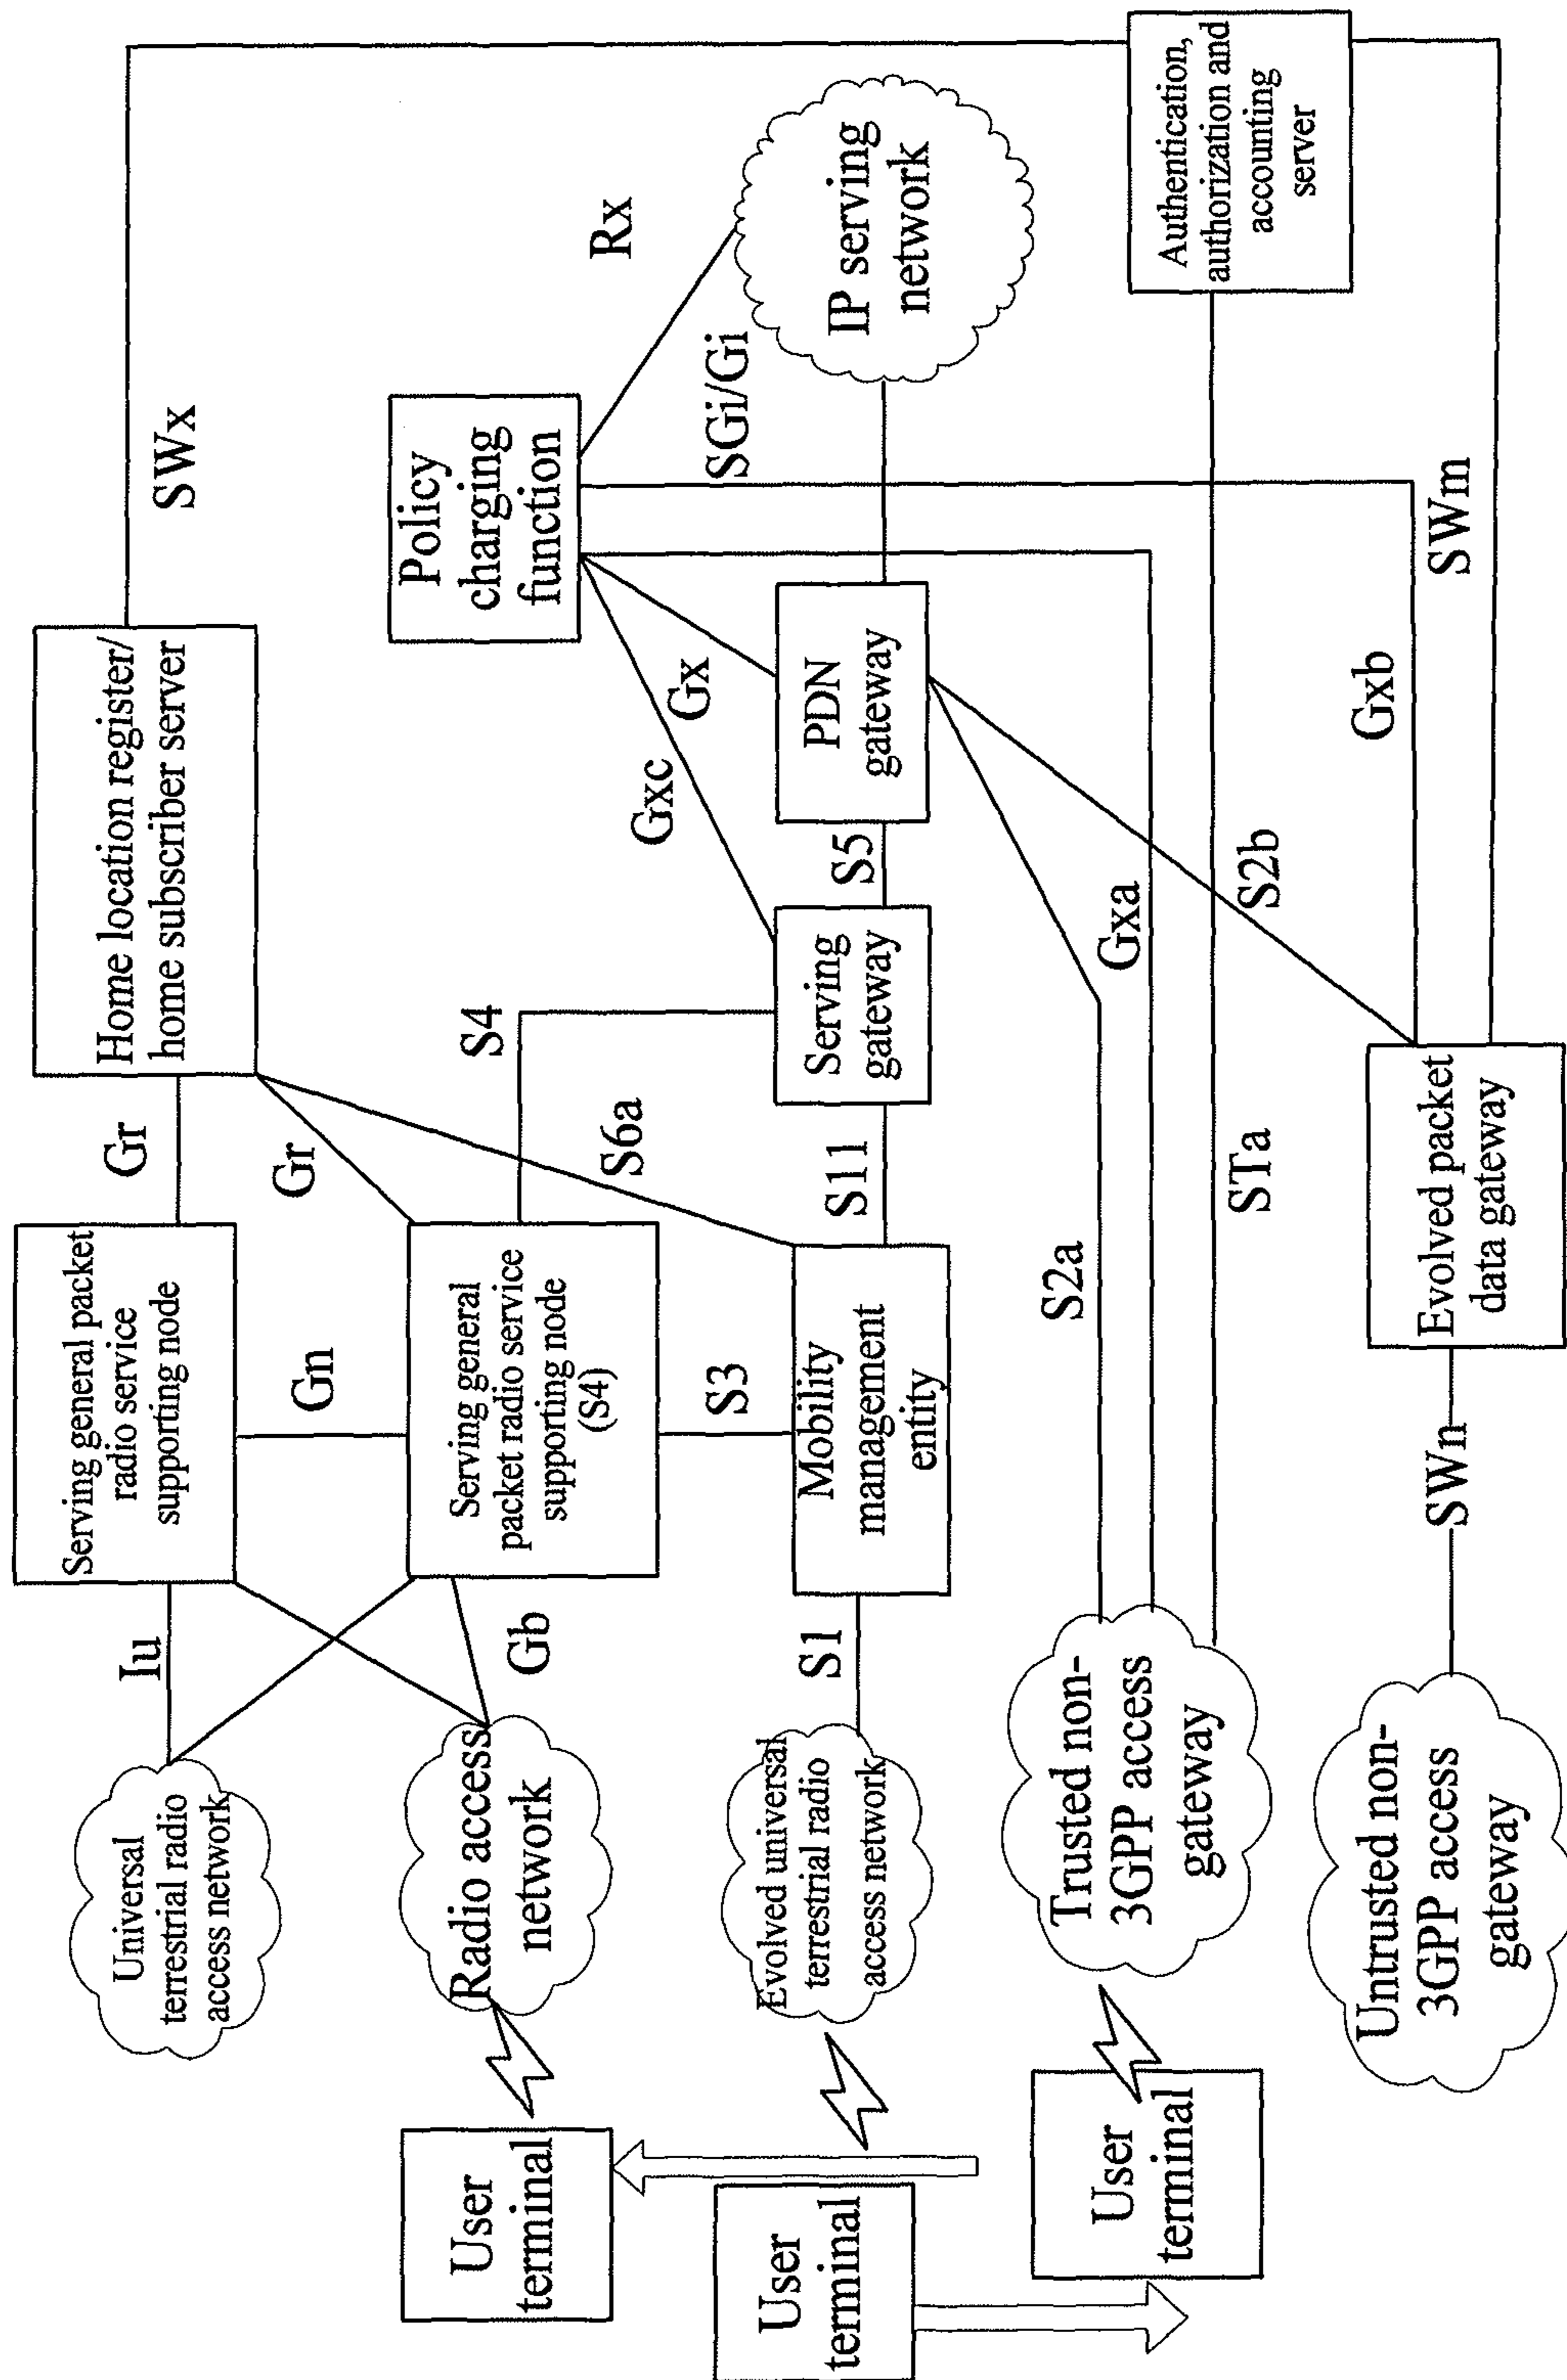 SWx
Rx
Authentication,
authorization and
accounting
server
IP serving
network
SGi/Gi
Policy
charging
function
Home location register/
home subscriber server
Gx
Gxc
PDN
gateway
S5
SWm
Gxb
S2b
Gxa
Serving
gateway
S4
Gr
Gr
S6a
S11
STa
S2a
Evolved packet
data gateway
Serving general packet
radio service
supporting node
Gn
Serving general
packet radio service
supporting node
(S4)
S3
Mobility
management
entity
SWn
Iu
Gb
S1
Universal
terrestrial radio
access network
Radio access
network
Evolved universal
terrestrial radio
access network
Trusted non-
3GPP access
gateway
Untrusted non-
3GPP access
gateway
User
terminal
User
terminal
User
terminal